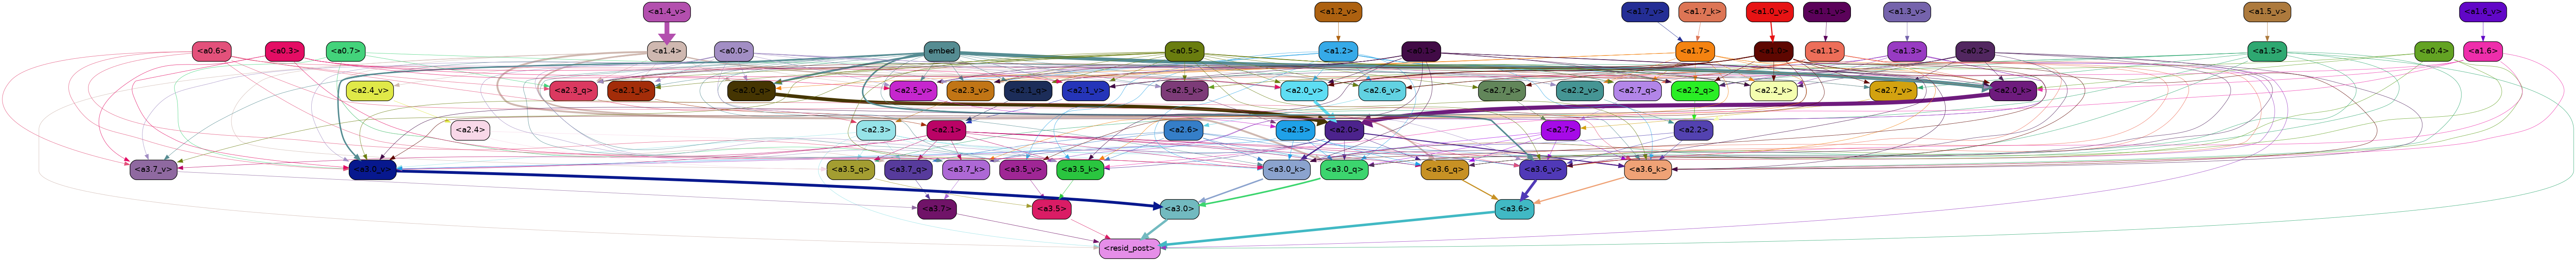 <a1.4_v> <a1.2_v> <a1.7_v> <a1.7_k> <a1.0_v> <a1.1_v> <a1.3_v> <a1.5_v> <a1.6_v>
<a0.6> <a0.3> <a0.7> <a1.4> <a0.0> embed <a0.5> <a1.2> <a0.1> <a1.7> <a1.0> <a1.1> <a1.3> <a0.2> <a1.5> <a0.4> <a1.6>
<a2.4_v> <a2.3_q> <a2.1_k> <a2.0_q> <a2.5_v> <a2.3_v> <a2.1_q> <a2.1_v> <a2.5_k> <a2.0_v> <a2.6_v> <a2.7_k> <a2.2_v> <a2.7_q> <a2.2_q> <a2.2_k> <a2.7_v> <a2.0_k>
<a2.4> <a2.3> <a2.1> <a2.6> <a2.5> <a2.0> <a2.7> <a2.2>
<a3.7_v> <a3.0_v> <a3.5_q> <a3.7_q> <a3.7_k> <a3.5_v> <a3.5_k> <a3.0_k> <a3.0_q> <a3.6_q> <a3.6_v> <a3.6_k>
<a3.7> <a3.5> <a3.0> <a3.6>
<resid_post>